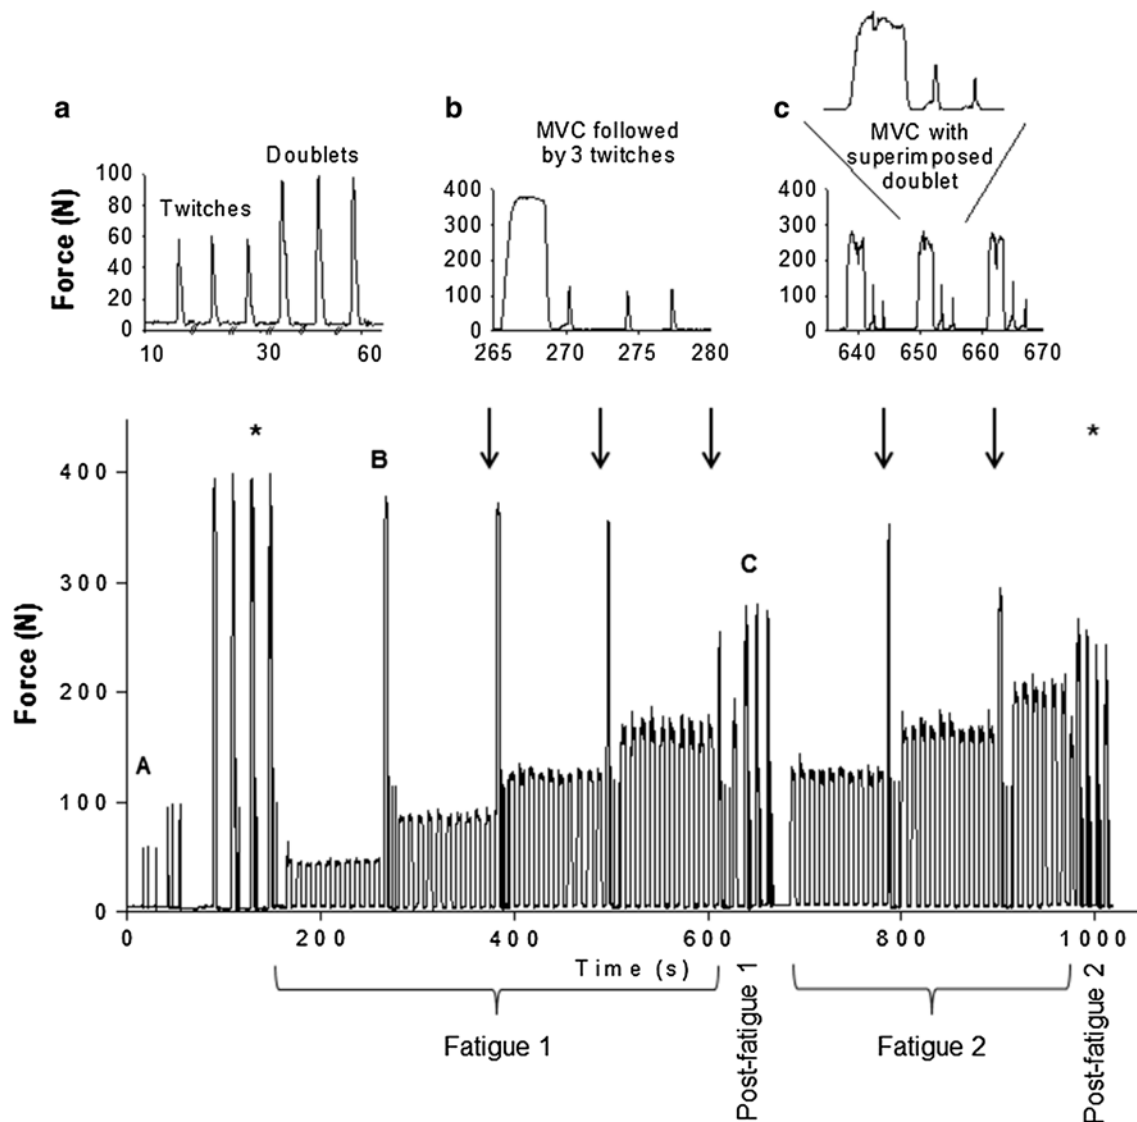 a
b
c
Twitches
Doublets
Force (N)
100
80
60
40
20
0
10
30
60
MVC followed
by 3 twitches
400
300
200
100
0
265
270
275
280
MVC with
superimposed
doublet
400
300
200
100
0
640
650
660
670
*
B
C
*
A
Force (N)
400
300
200
100
0
0
200
400
600
800
1000
Time (s)
Fatigue 1
Post-fatigue 1
Fatigue 2
Post-fatigue 2